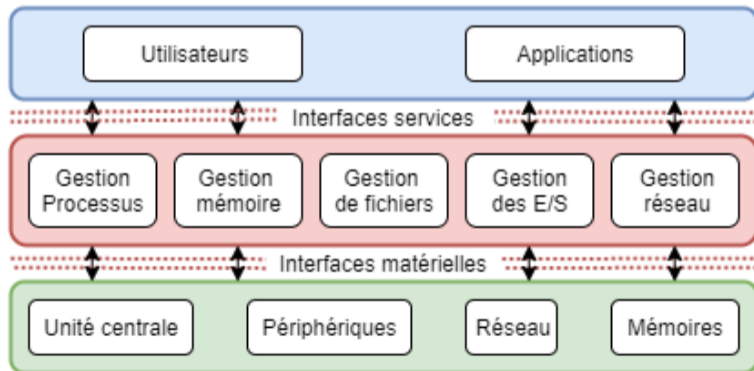 Utilisateurs
Applications
Interfaces services
Gestion
Processus
Gestion
mémoire
Gestion
de fichiers
Gestion
des E/S
Gestion
réseau
Interfaces matérielles
Unité centrale
Périphériques
Réseau
Mémoires